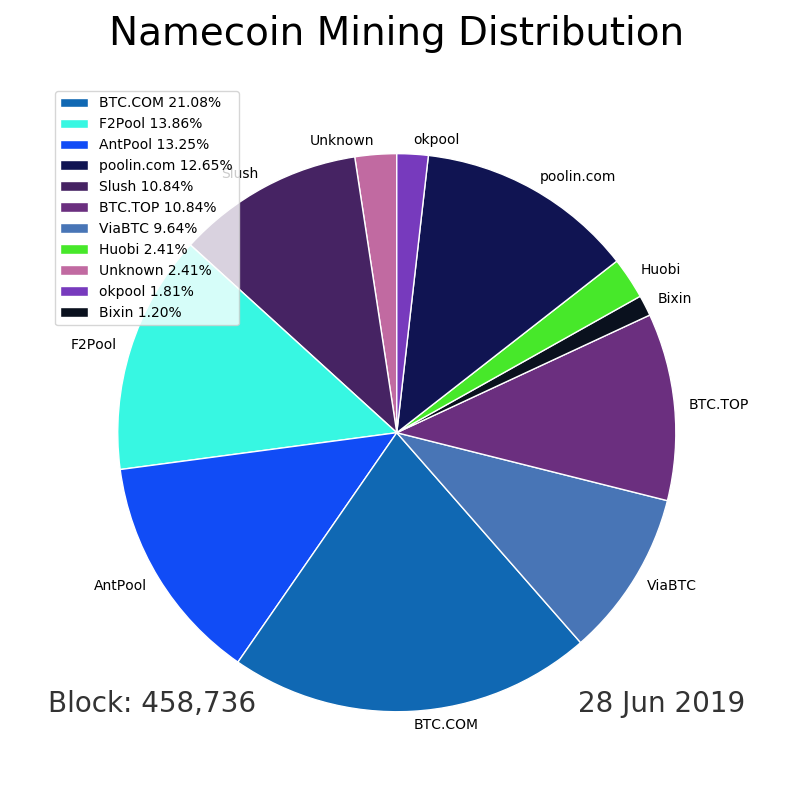 Namecoin Mining Distribution
BTC.COM 21.08%
F2Pool 13.86%
AntPool 13.25%
poolin.com 12.65%
Slush 10.84%
BTC.TOP 10.84%
ViaBTC 9.64%
Huobi 2.41%
Unknown 2.41%
okpool 1.81%
Bixin 1.20%
Unknown
okpool
Slush
poolin.com
Huobi
Bixin
F2Pool
BTC.TOP
AntPool
ViaBTC
Block: 458,736
28 Jun 2019
BTC.COM